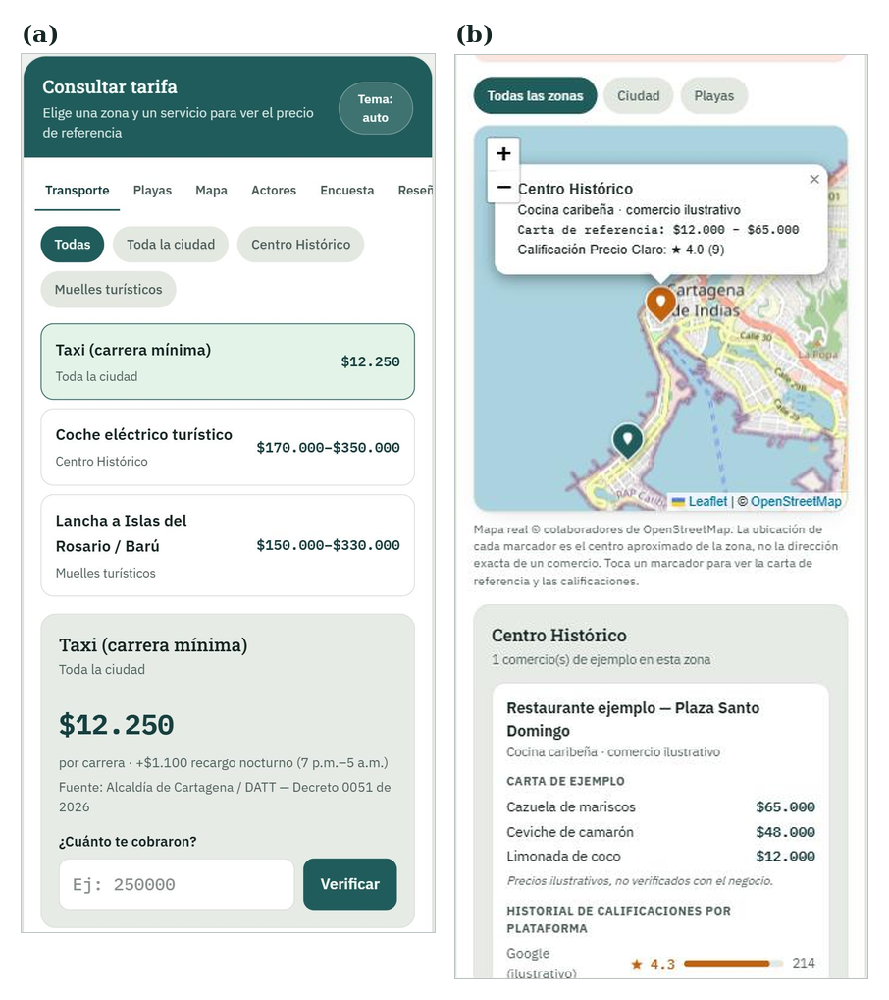 (a)
Consultar tarifa
Elige una zona y un servicio para ver el precio
de referencia
Tema:
auto
Transporte Playas Mapa Actores Encuesta Reseñ
Todas Toda la ciudad Centro Histórico
Muelles turísticos
Taxi (carrera mínima)
Toda la ciudad
$12.250
Coche eléctrico turístico
Centro Histórico
$170.000–$350.000
Lancha a Islas del
Rosario / Barú
Muelles turísticos
$150.000–$330.000
Taxi (carrera mínima)
Toda la ciudad
$12.250
por carrera · +$1.100 recargo nocturno (7 p.m.–5 a.m.)
Fuente: Alcaldía de Cartagena / DATT — Decreto 0051 de
2026
¿Cuánto te cobraron?
Ej: 250000
Verificar
(b)
Todas las zonas Ciudad Playas
+
−
Centro Histórico
×
Cocina caribeña · comercio ilustrativo
Carta de referencia: $12.000 – $65.000
Calificación Precio Claro: ★ 4.0 (9)
01
Cartagena
de Indias
Calle 30
La Popa
Calle 29B
Calle 29
Leaflet | © OpenStreetMap
Mapa real © colaboradores de OpenStreetMap. La ubicación de
cada marcador es el centro aproximado de la zona, no la dirección
exacta de un comercio. Toca un marcador para ver la carta de
referencia y las calificaciones.
Centro Histórico
1 comercio(s) de ejemplo en esta zona
Restaurante ejemplo — Plaza Santo
Domingo
Cocina caribeña · comercio ilustrativo
CARTA DE EJEMPLO
Cazuela de mariscos $65.000
Ceviche de camarón $48.000
Limonada de coco $12.000
Precios ilustrativos, no verificados con el negocio.
HISTORIAL DE CALIFICACIONES POR
PLATAFORMA
Google
(ilustrativo)
★ 4.3
214